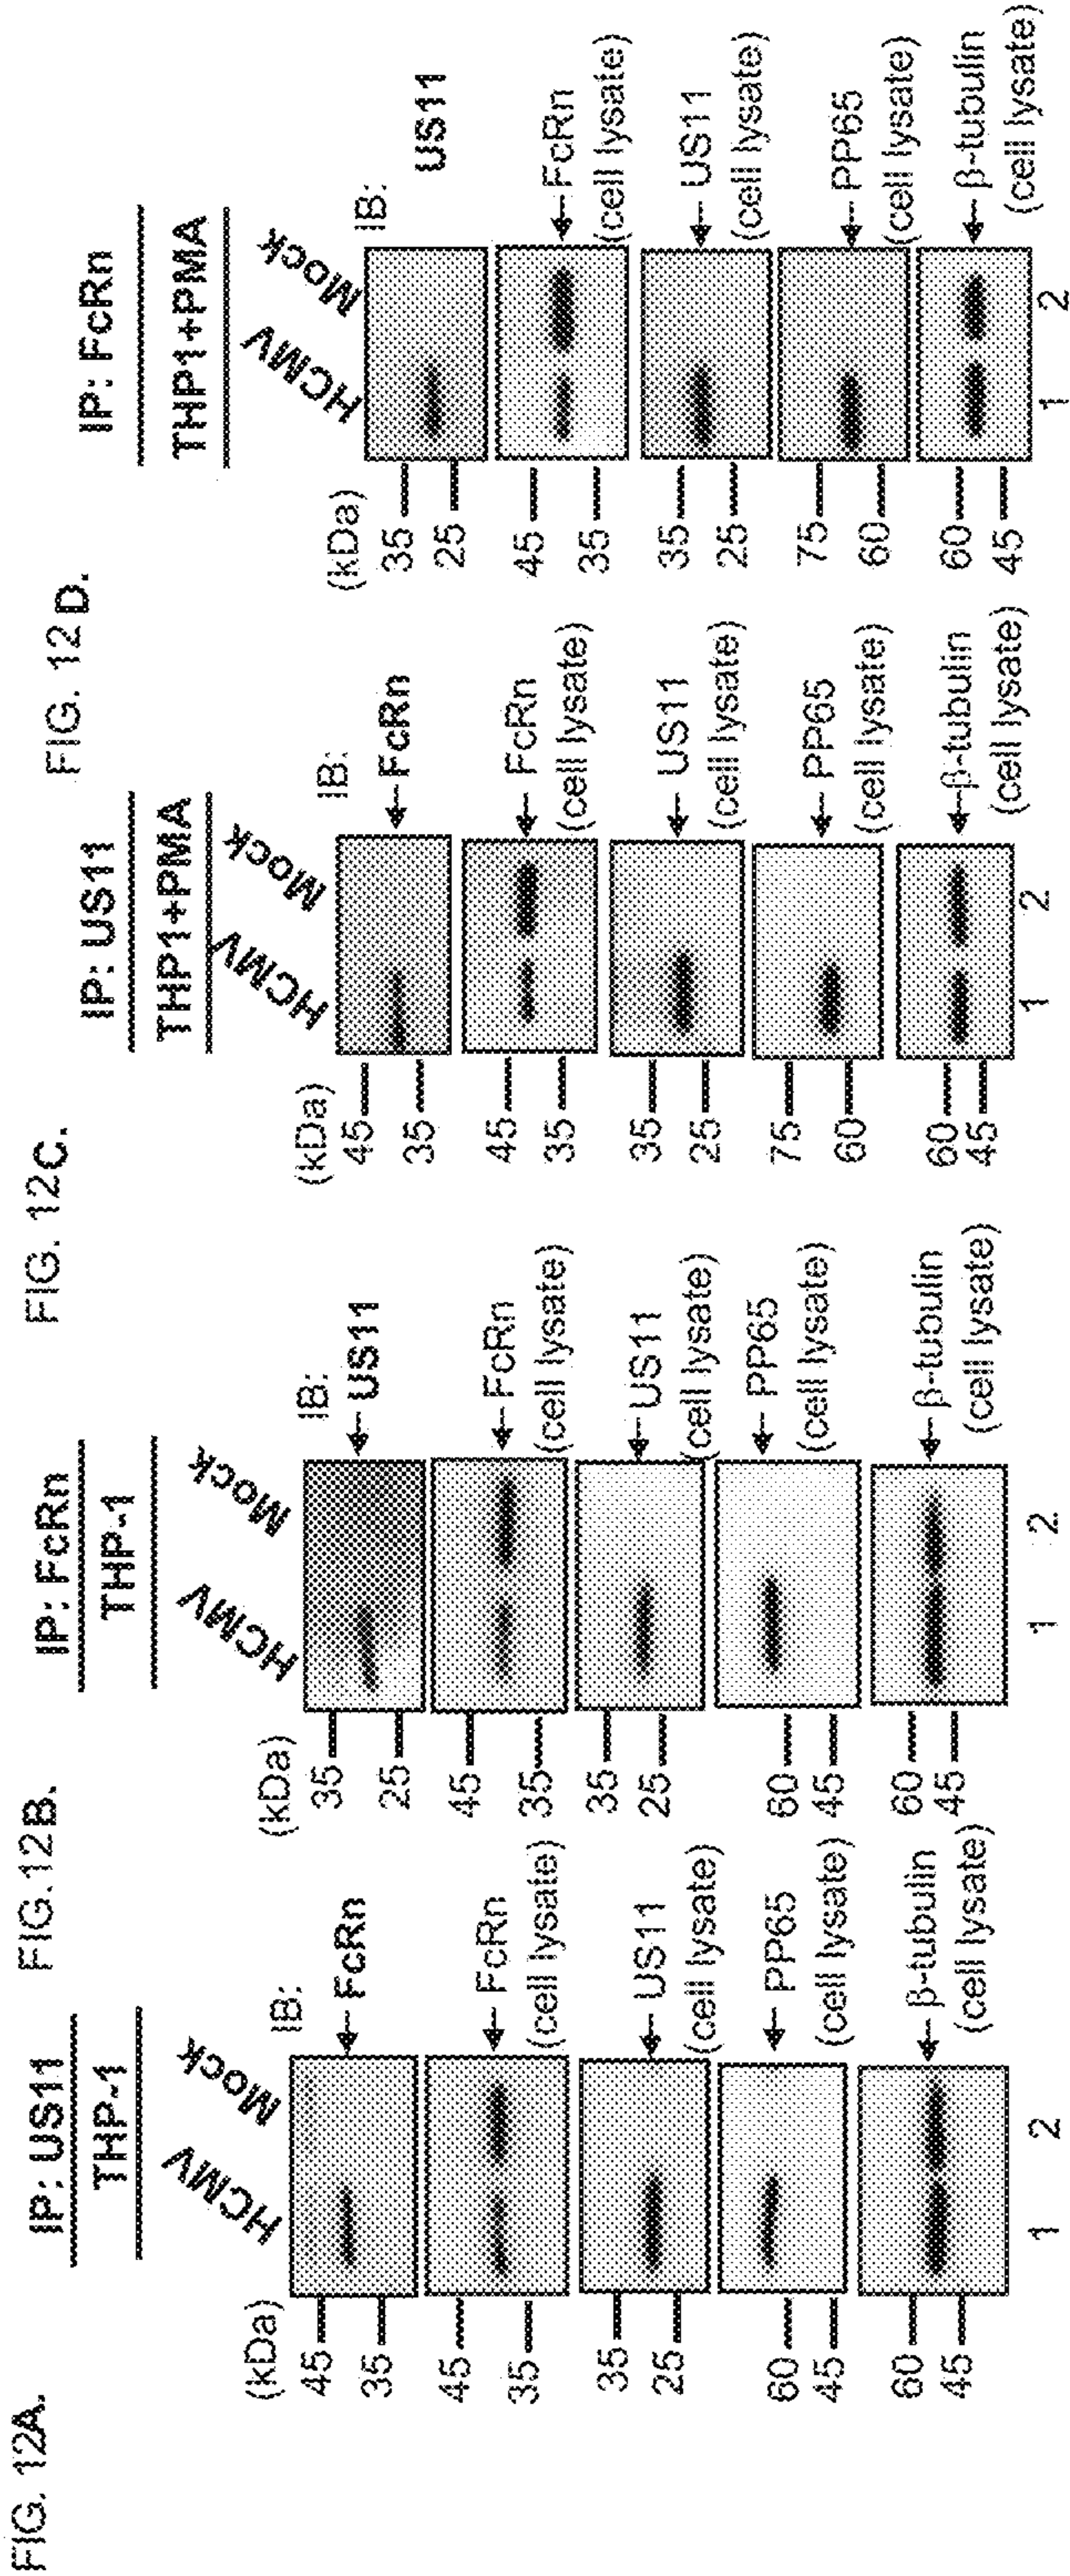 FIG. 12A.
IP: US11
THP-1
HCMV Mock
(kDa) IB:
45
35
←FcRn
45
35
←FcRn
(cell lysate)
35
25
←US11
(cell lysate)
60
45
←PP65
(cell lysate)
60
45
←β-tubulin
(cell lysate)
1 2
FIG.12B.
IP: FcRn
THP-1
HCMV Mock
(kDa) IB:
35
25
←US11
45
35
←FcRn
(cell lysate)
35
25
←US11
(cell lysate)
60
45
←PP65
(cell lysate)
60
45
←β-tubulin
(cell lysate)
1 2
FIG. 12C.
IP: US11
THP1+PMA
HCMV Mock
(kDa) IB:
45
35
←FcRn
45
35
←FcRn
(cell lysate)
35
25
←US11
(cell lysate)
75
60
←PP65
(cell lysate)
60
45
←β-tubulin
(cell lysate)
1 2
FIG. 12D.
IP: FcRn
THP1+PMA
HCMV Mock
(kDa) IB:
35
25
US11
45
35
←FcRn
(cell lysate)
35
25
←US11
(cell lysate)
75
60
←PP65
(cell lysate)
60
45
←β-tubulin
(cell lysate)
1 2